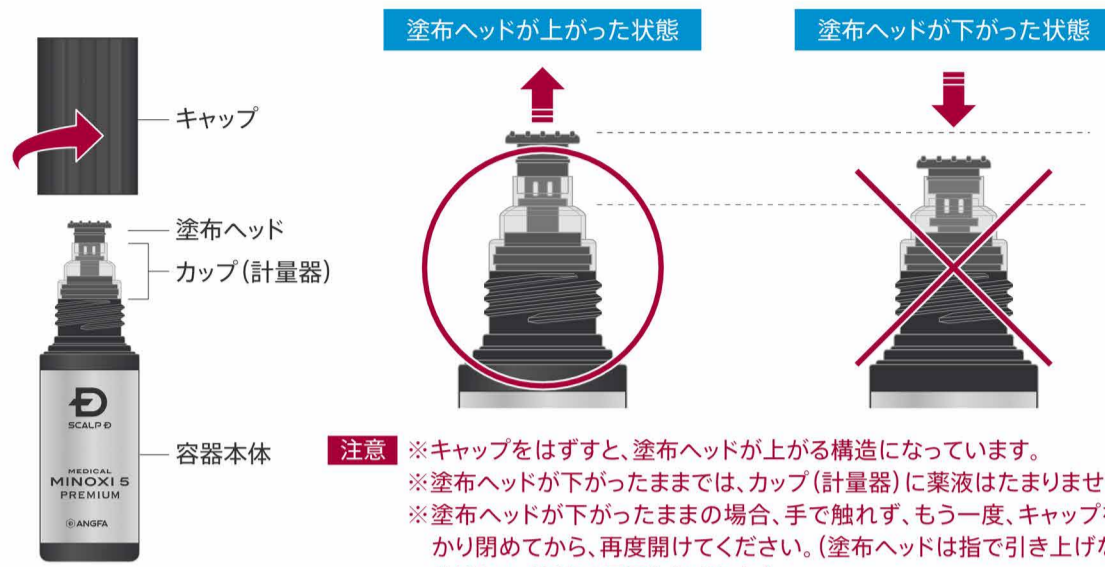 塗布ヘッドが上がった状態
塗布ヘッドが下がった状態
キャップ
塗布ヘッド
カップ（計量器）
容器本体
SCALP D
MEDICAL
MINOXI 5
PREMIUM
ANGFA
注意 ※キャップをはずすと、塗布ヘッドが上がる構造になっています。
※塗布ヘッドが下がったままでは、カップ（計量器）に薬液はたまりませ
※塗布ヘッドが下がったままの場合、手で触れず、もう一度、キャップを
かり閉めてから、再度開けてください。（塗布ヘッドは指で引き上げな